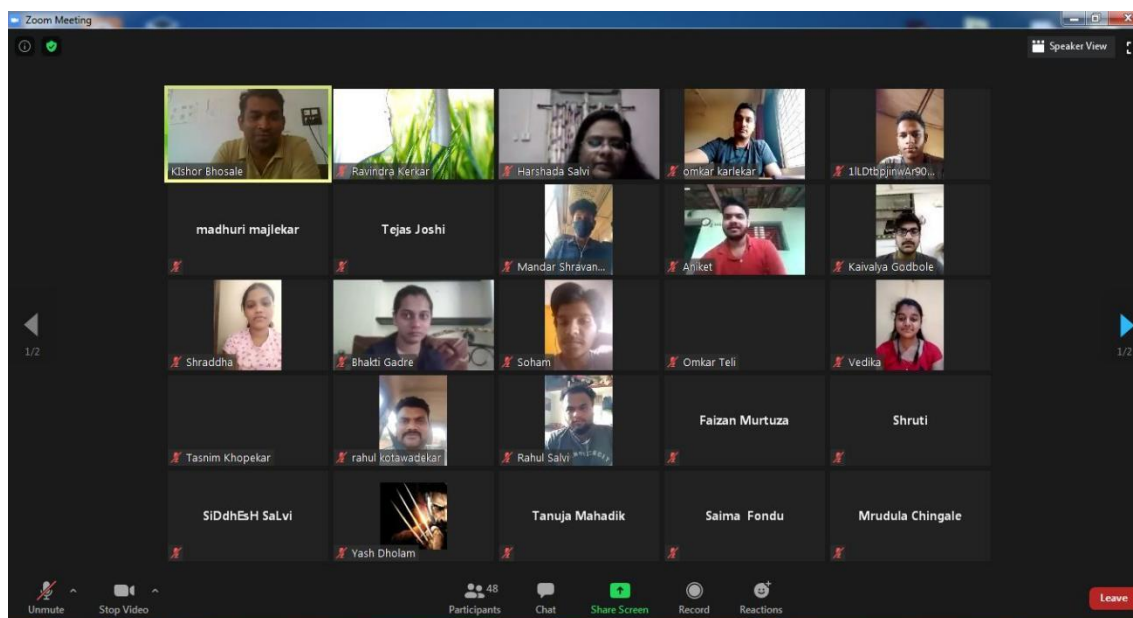 Zoom Meeting
Speaker View
KIshor Bhosale
Ravindra Kerkar
Harshada Salvi
omkar karlekar
madhuri majlekar
Tejas Joshi
Mandar Shravan...
Aniket
Kaivalya Godbole
Shraddha
Bhakti Gadre
Soham
Omkar Teli
Vedika
1/2
1/2
Tasnim Khopekar
rahul kotawadekar
Rahul Salvi
Faizan Murtuza
Shruti
SiDdhEsH SaLvi
Yash Dholam
Tanuja Mahadik
Saima Fondu
Mrudula Chingale
Unmute
Stop Video
48
Participants
Chat
Share Screen
Record
Reactions
Leave